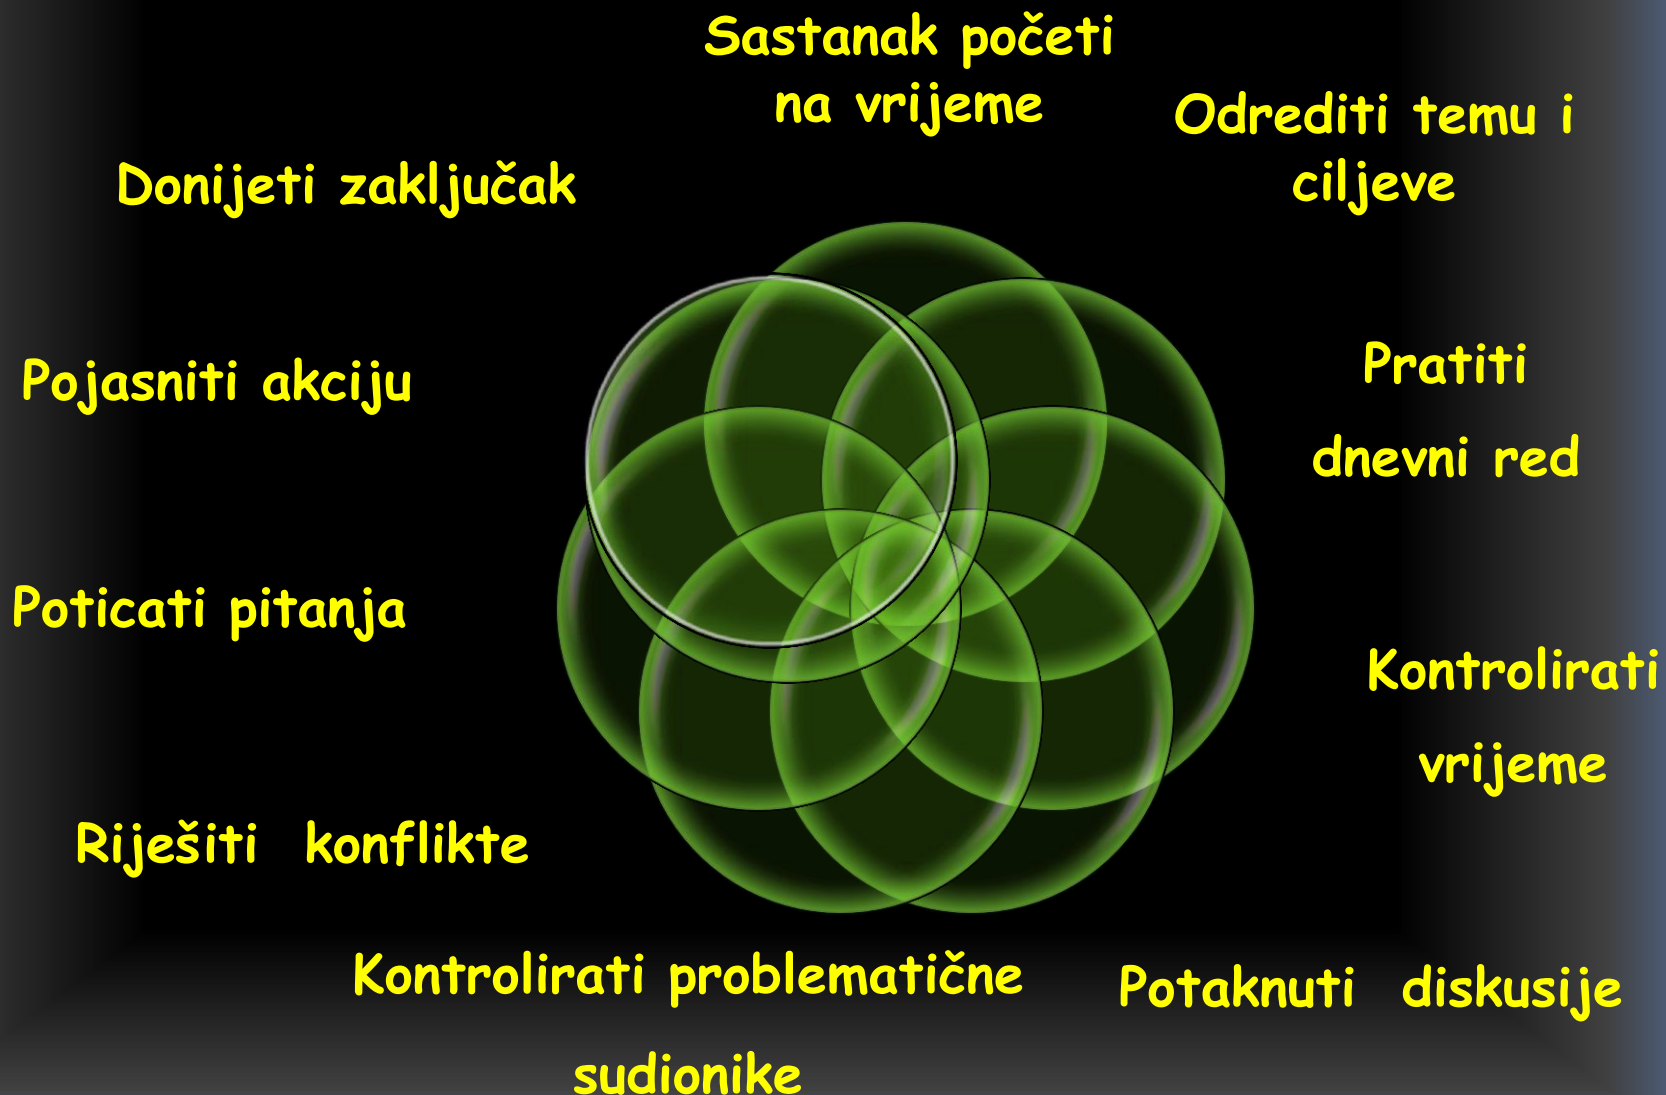 Sastanak početi
na vrijeme
Odrediti temu i
ciljeve
Pratiti
dnevni red
Kontrolirati
vrijeme
Potaknuti diskusije
Kontrolirati problematične
sudionike
Riješiti konflikte
Poticati pitanja
Pojasniti akciju
Donijeti zaključak